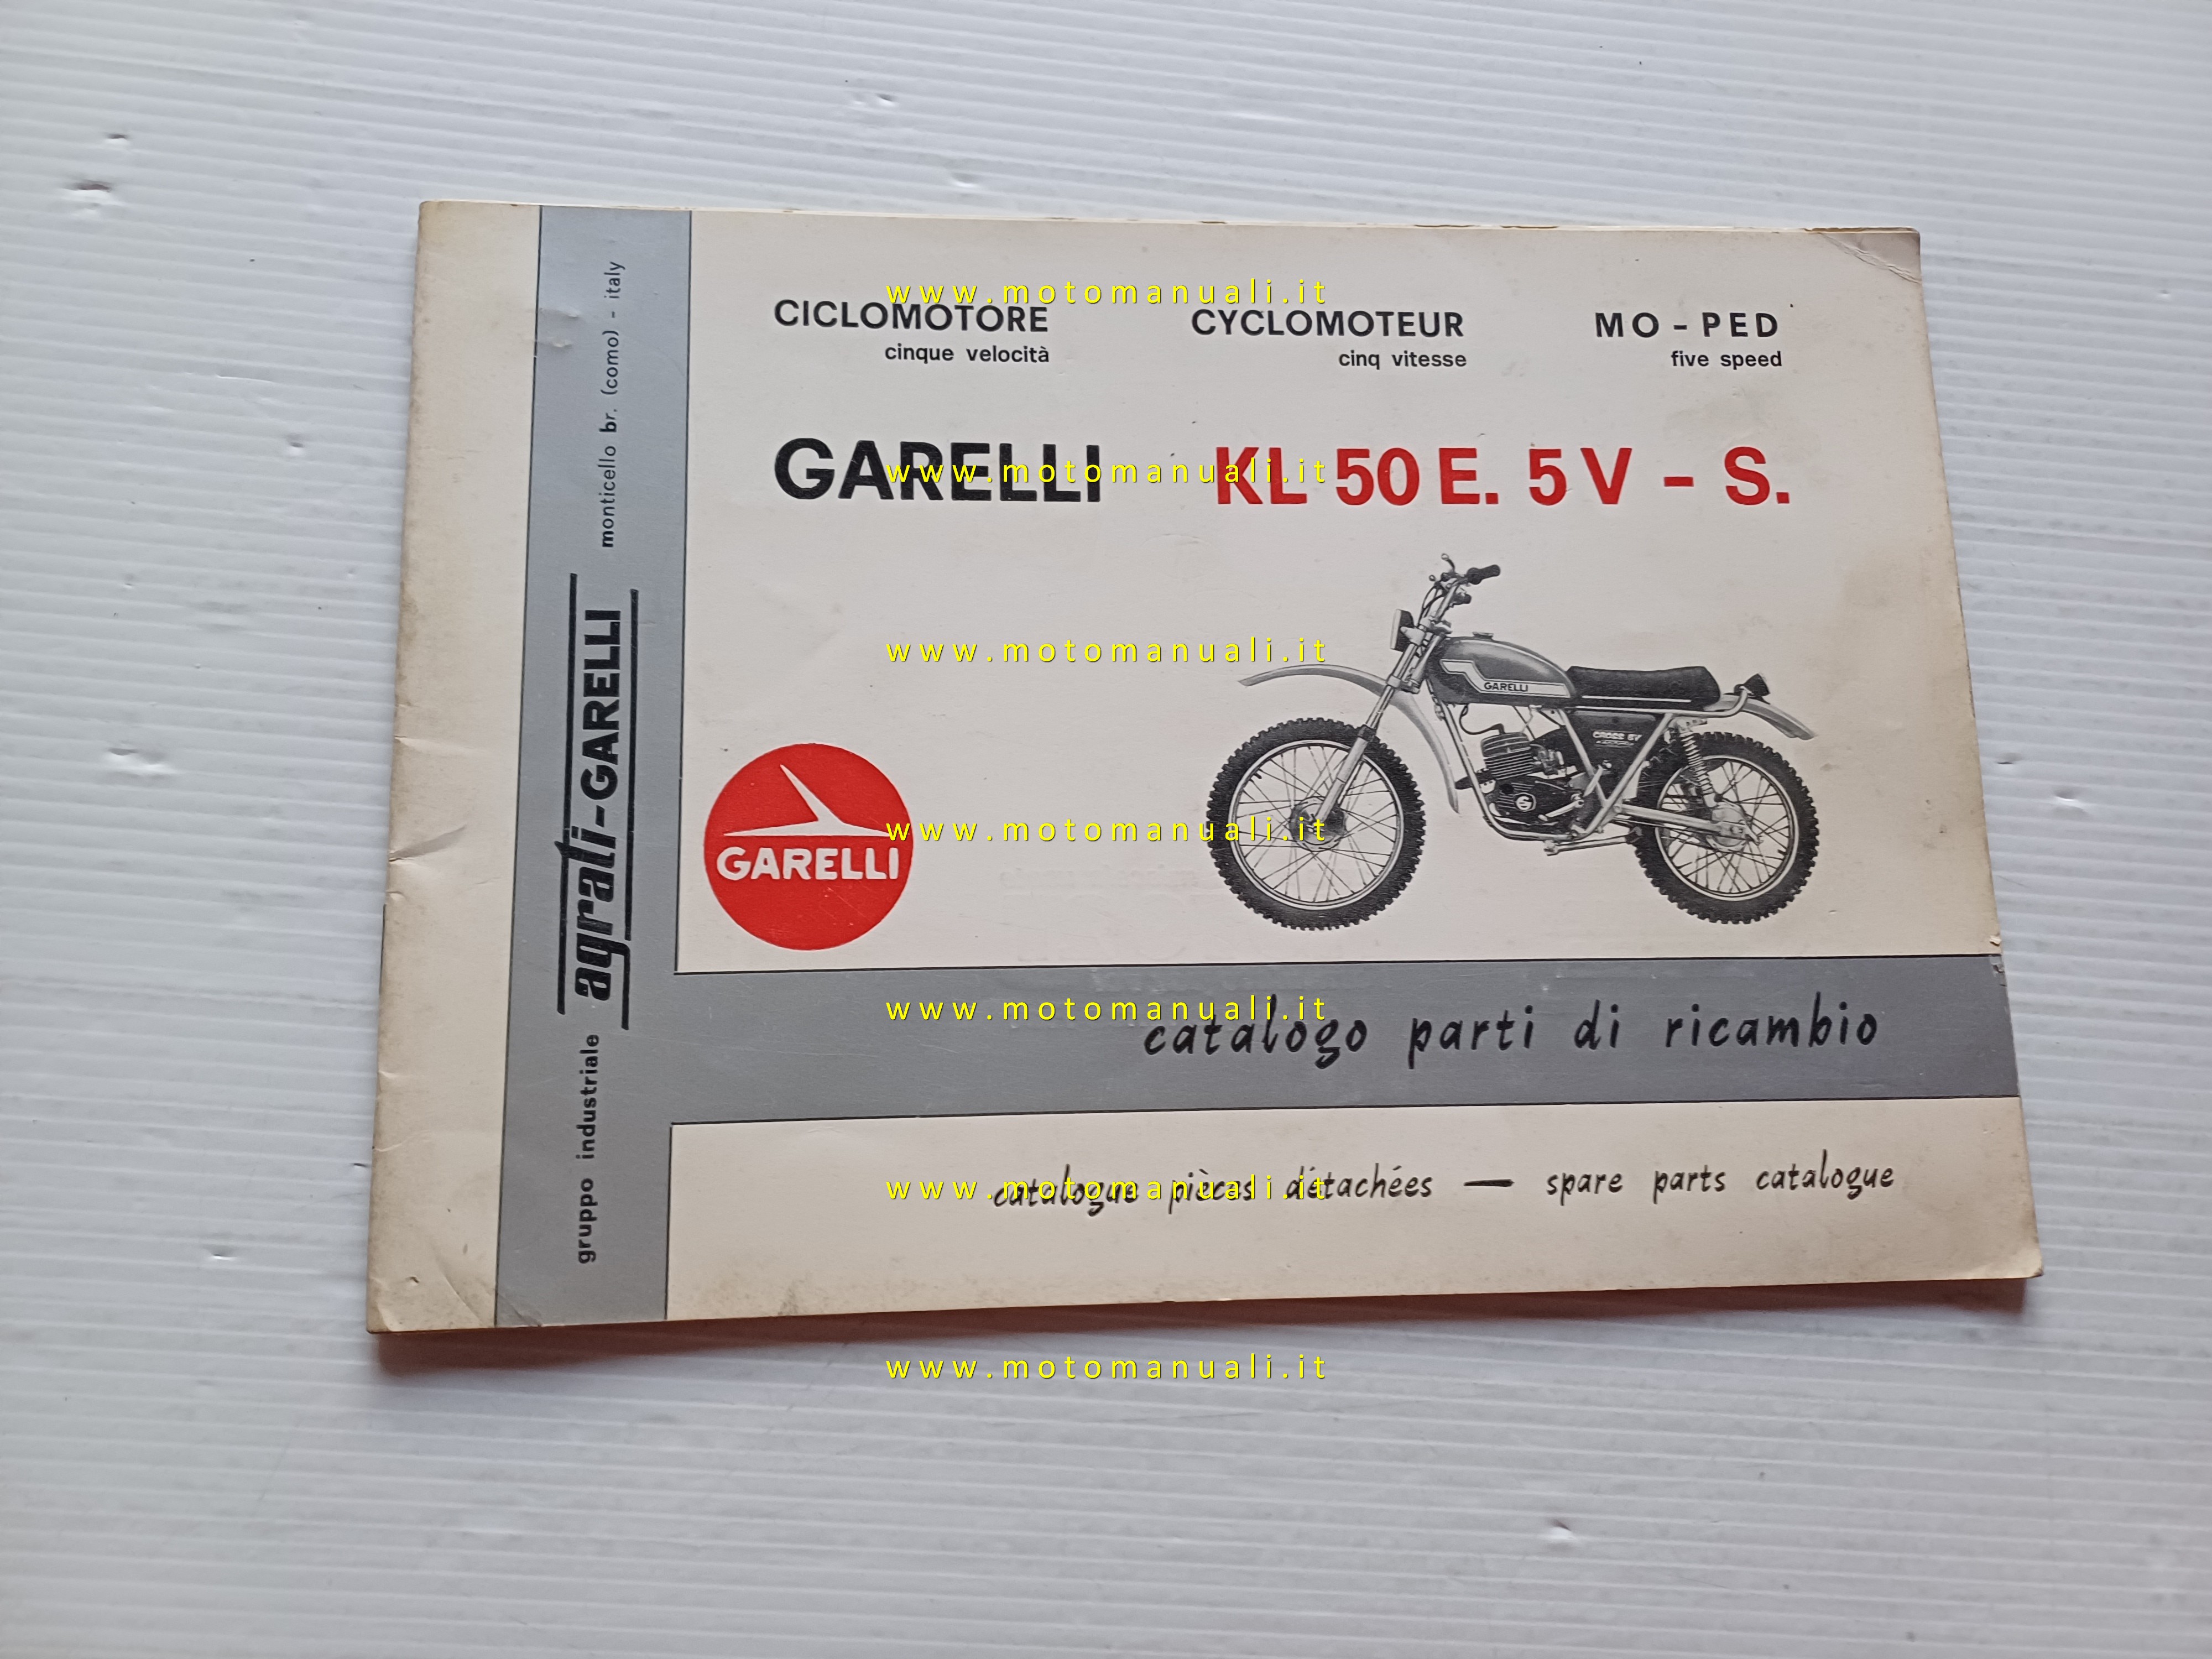 CICLOMOTORE
cinque velocità
CYCLOMOTEUR
cinq vitesse
MO - PED
five speed
GARELLI KL 50 E. 5 V - S.
GARELLI
CROSS 5V
GARELLI
gruppo industriale agrati-GARELLI monticello br. (como) - italy
catalogo parti di ricambio
catalogue pièces détachées — spare parts catalogue
www.motomanuali.it
www.motomanuali.it
www.motomanuali.it
www.motomanuali.it
www.motomanuali.it
www.motomanuali.it
www.motomanuali.it